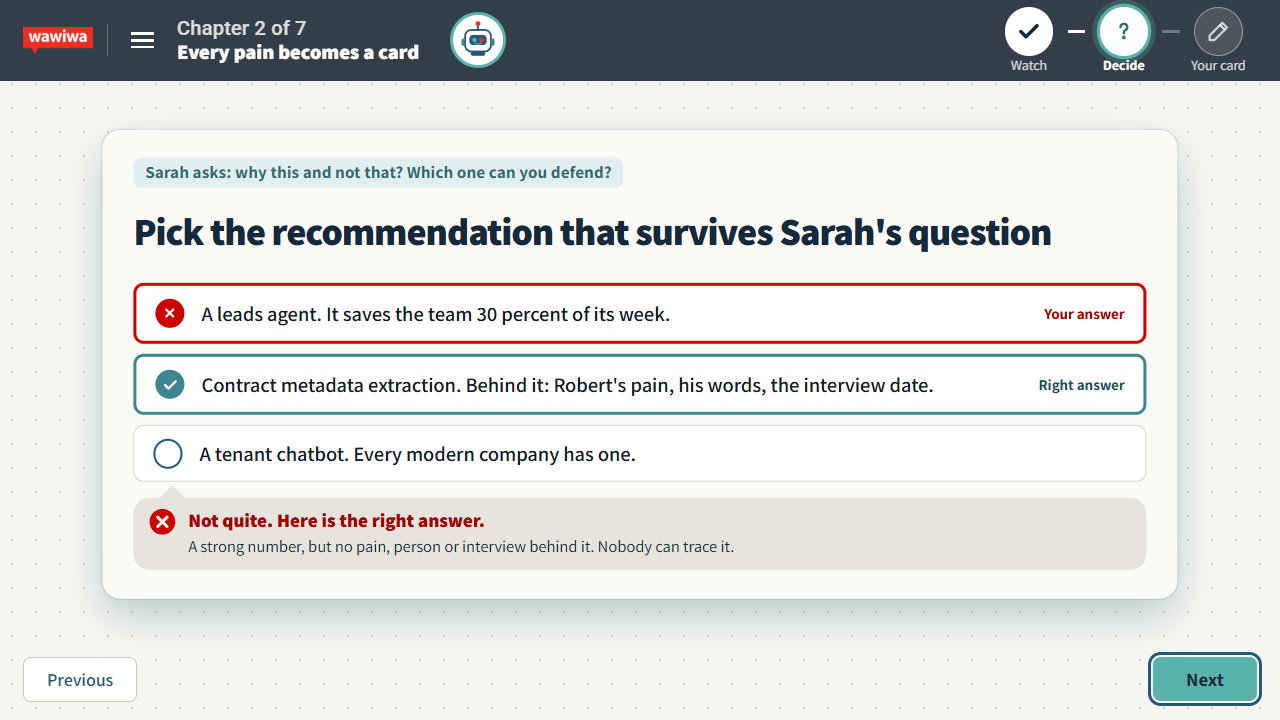 wawiwa
Chapter 2 of 7
Every pain becomes a card
Watch
?
Decide
Your card
Sarah asks: why this and not that? Which one can you defend?
Pick the recommendation that survives Sarah's question
A leads agent. It saves the team 30 percent of its week.
Your answer
Contract metadata extraction. Behind it: Robert's pain, his words, the interview date.
Right answer
A tenant chatbot. Every modern company has one.
Not quite. Here is the right answer.
A strong number, but no pain, person or interview behind it. Nobody can trace it.
Previous
Next